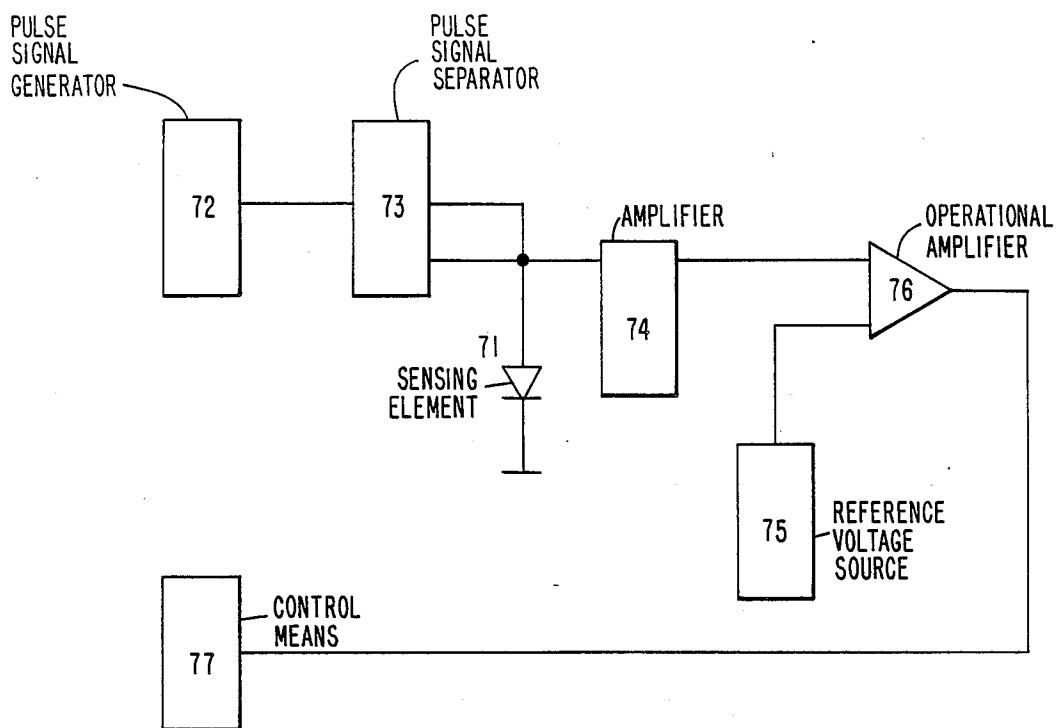 PULSE
SIGNAL
GENERATOR
PULSE
SIGNAL
SEPARATOR
72
73
AMPLIFIER
74
OPERATIONAL
AMPLIFIER
76
71
SENSING
ELEMENT
75
REFERENCE
VOLTAGE
SOURCE
77
CONTROL
MEANS